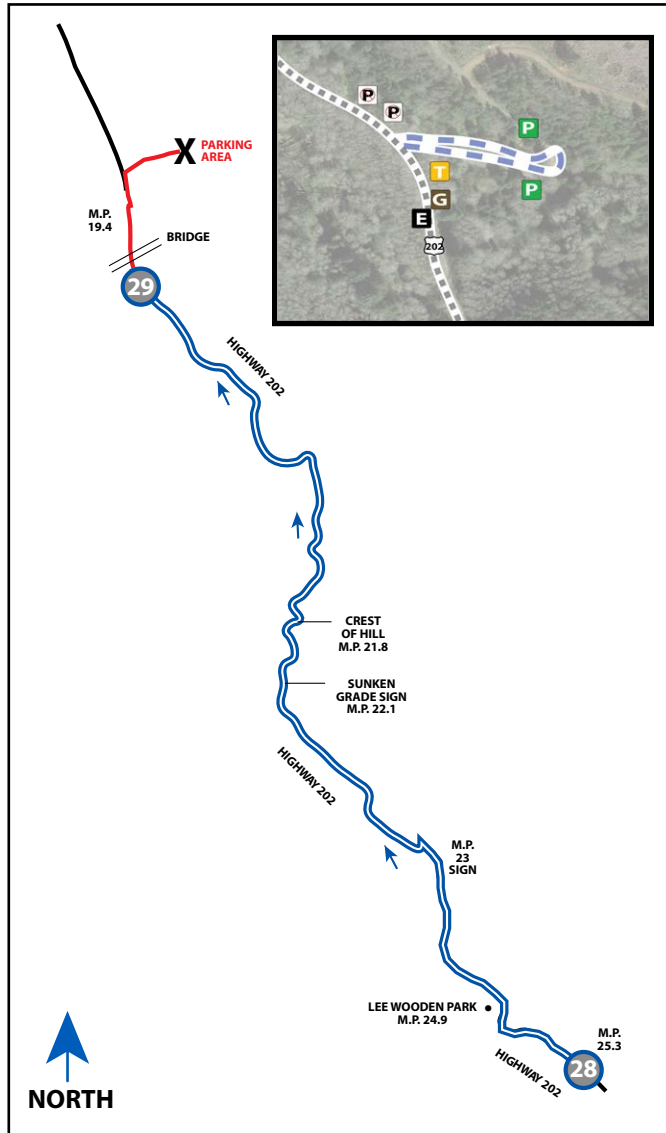 P
P
P
P
T
G
E
202
X
PARKING
AREA
M.P.
19.4
BRIDGE
29
HIGHWAY 202
CREST
OF HILL
M.P. 21.8
SUNKEN
GRADE SIGN
M.P. 22.1
HIGHWAY 202
M.P.
23
SIGN
LEE WOODEN PARK
M.P. 24.9
M.P.
25.3
28
HIGHWAY 202
NORTH